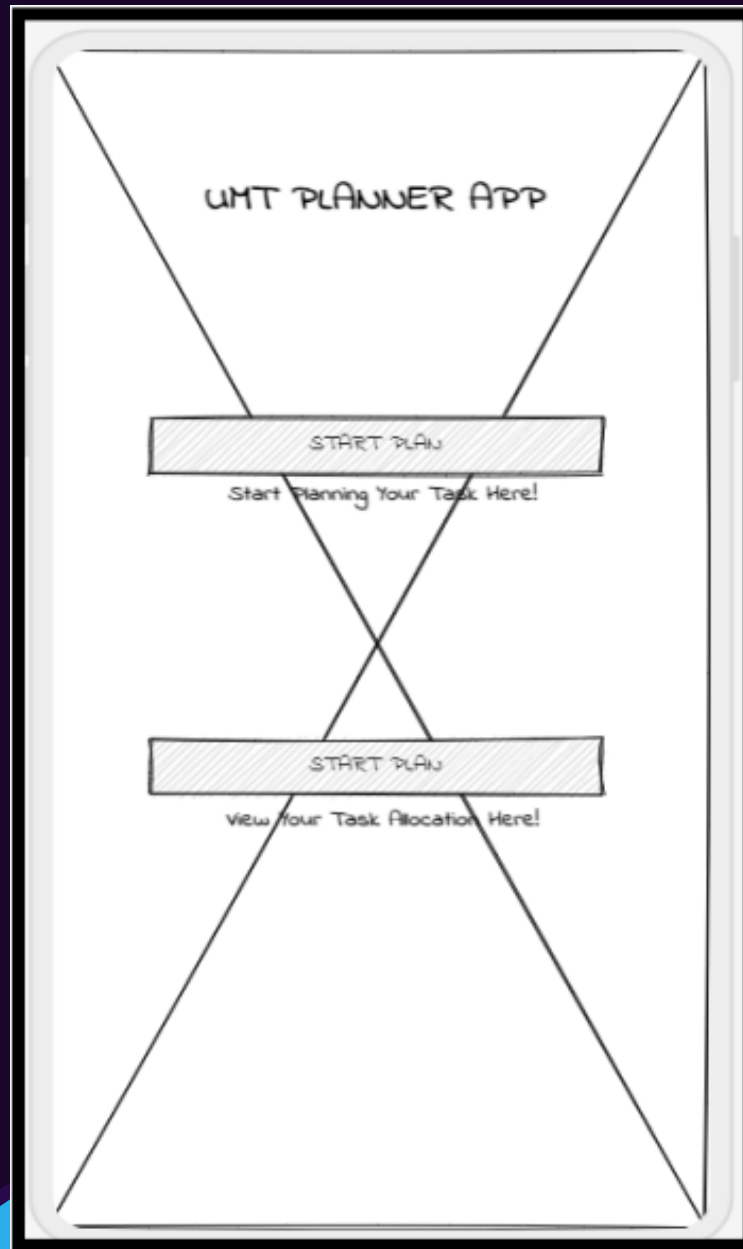 UMT PLANNER APP
START PLAN
Start Planning Your Task Here!
START PLAN
View Your Task Allocation Here!